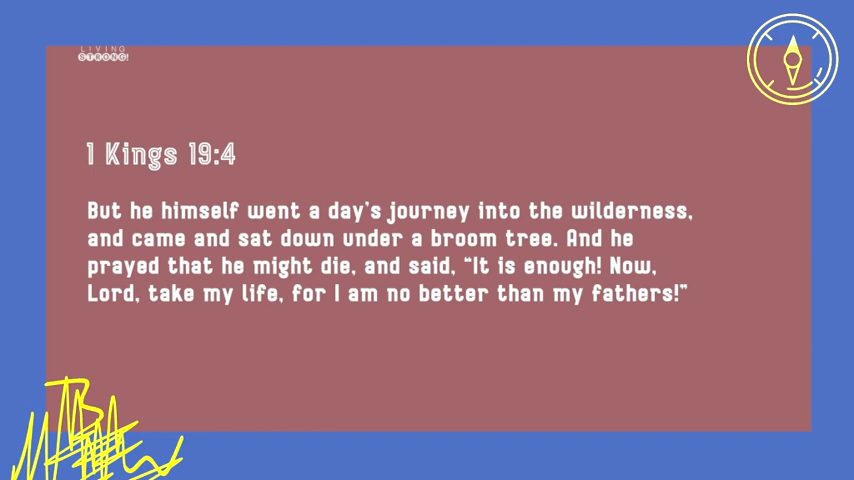 LIVING
STRONG!
1 Kings 19:4
But he himself went a day's journey into the wilderness,
and came and sat down under a broom tree. And he
prayed that he might die, and said, “It is enough! Now,
Lord, take my life, for I am no better than my fathers!”